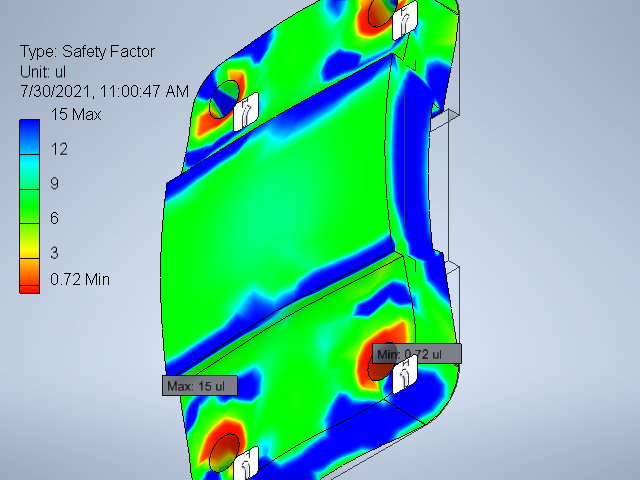 Type: Safety Factor
Unit: ul
7/30/2021, 11:00:47 AM
15 Max
12
9
6
3
0.72 Min
Min: 0.72 ul
Max: 15 ul